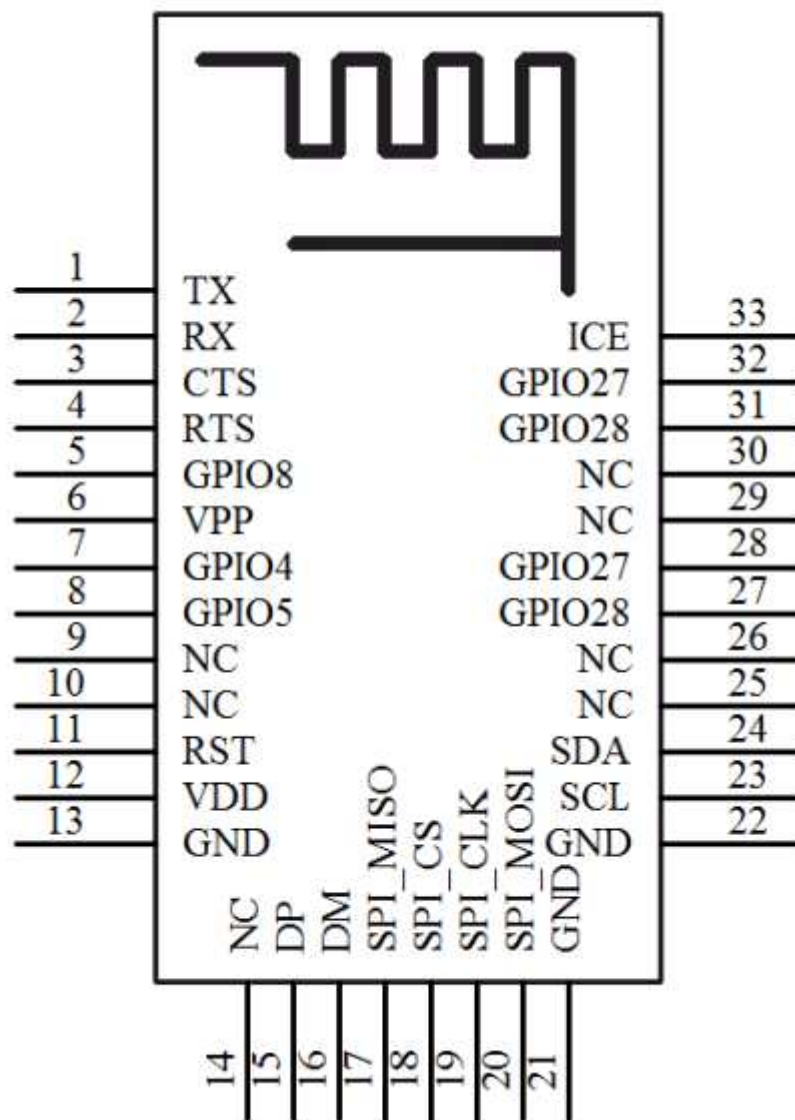 1 TX
2 RX
3 CTS
4 RTS
5 GPIO8
6 VPP
7 GPIO4
8 GPIO5
9 NC
10 NC
11 RST
12 VDD
13 GND
14 NC
15 DP
16 DM
17 SPI_MISO
18 SPI_CS
19 SPI_CLK
20 SPI_MOSI
21 GND
ICE 33
GPIO27 32
GPIO28 31
NC 30
NC 29
GPIO27 28
GPIO28 27
NC 26
NC 25
SDA 24
SCL 23
GND 22